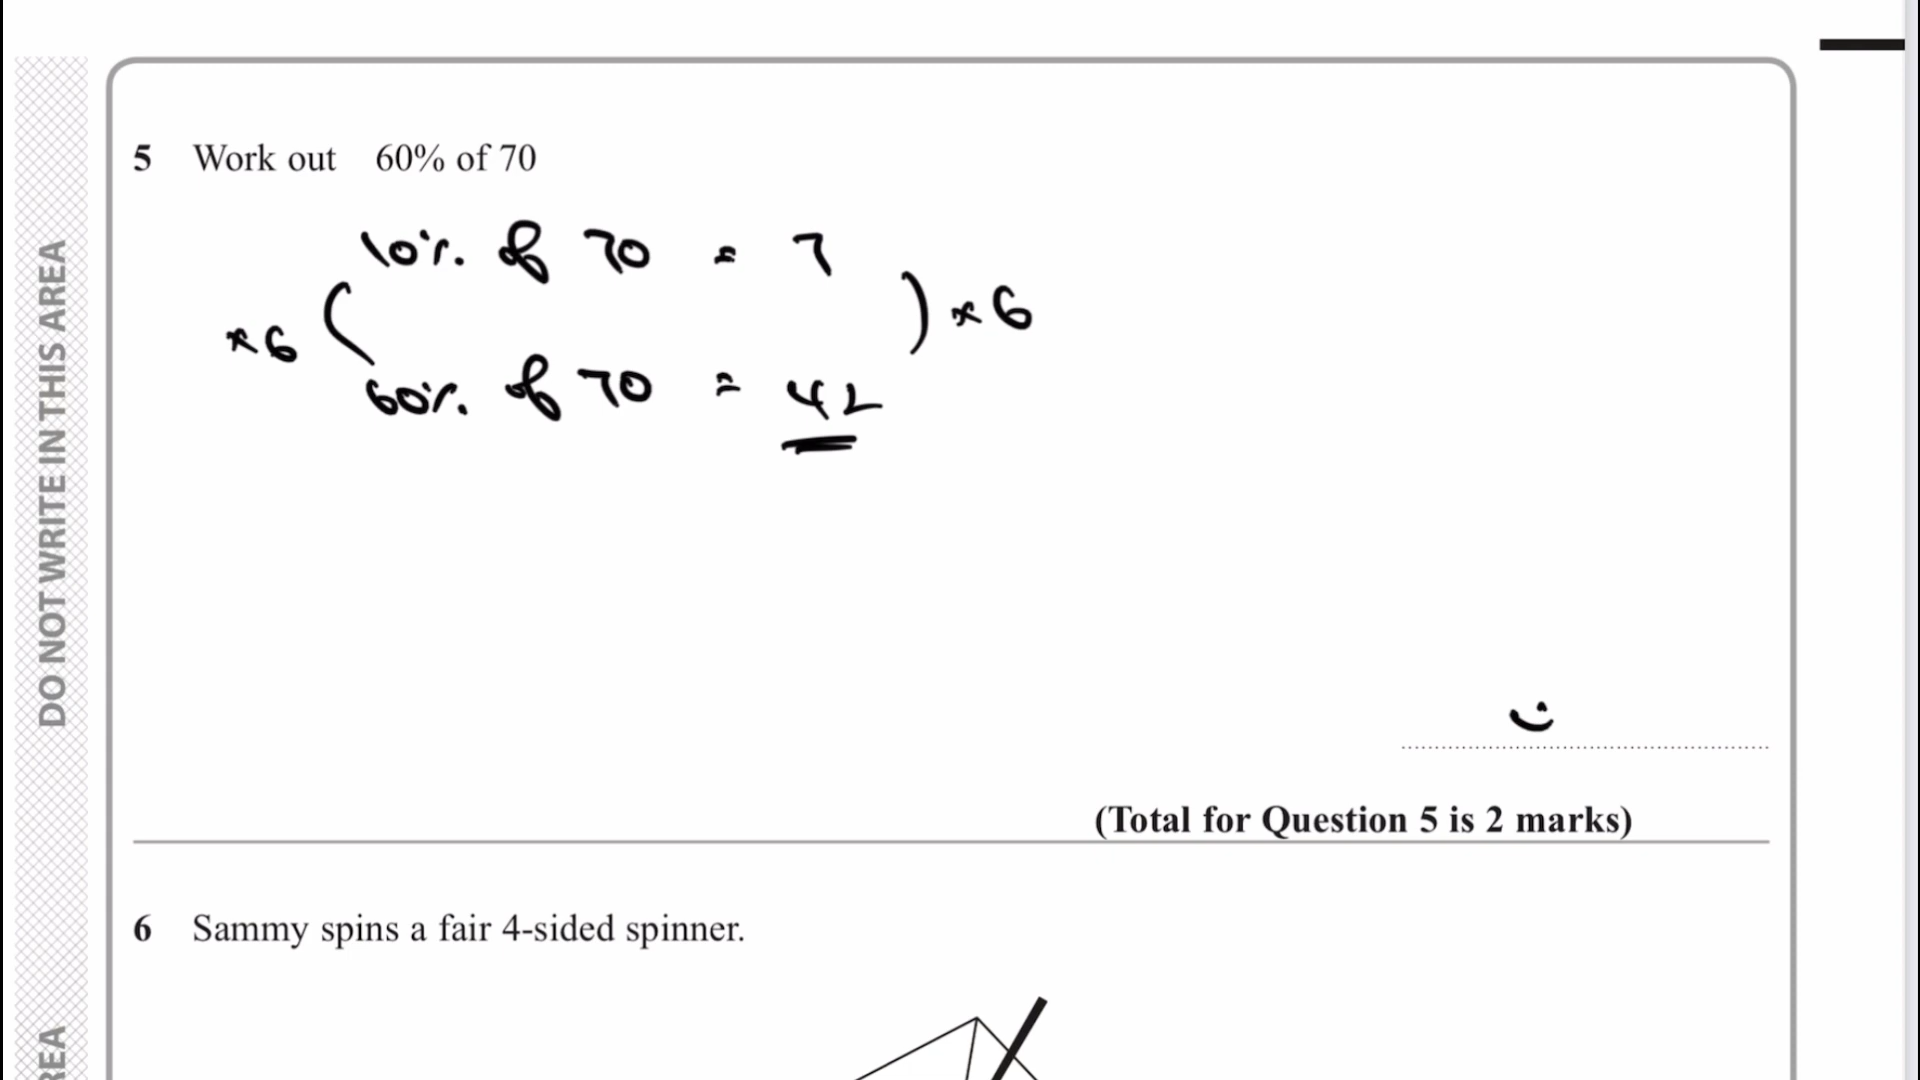 5 Work out 60% of 70
10% of 70 = 7
×6 ( ) ×6
60% of 70 = 42
(Total for Question 5 is 2 marks)
6 Sammy spins a fair 4-sided spinner.
DO NOT WRITE IN THIS AREA
REA